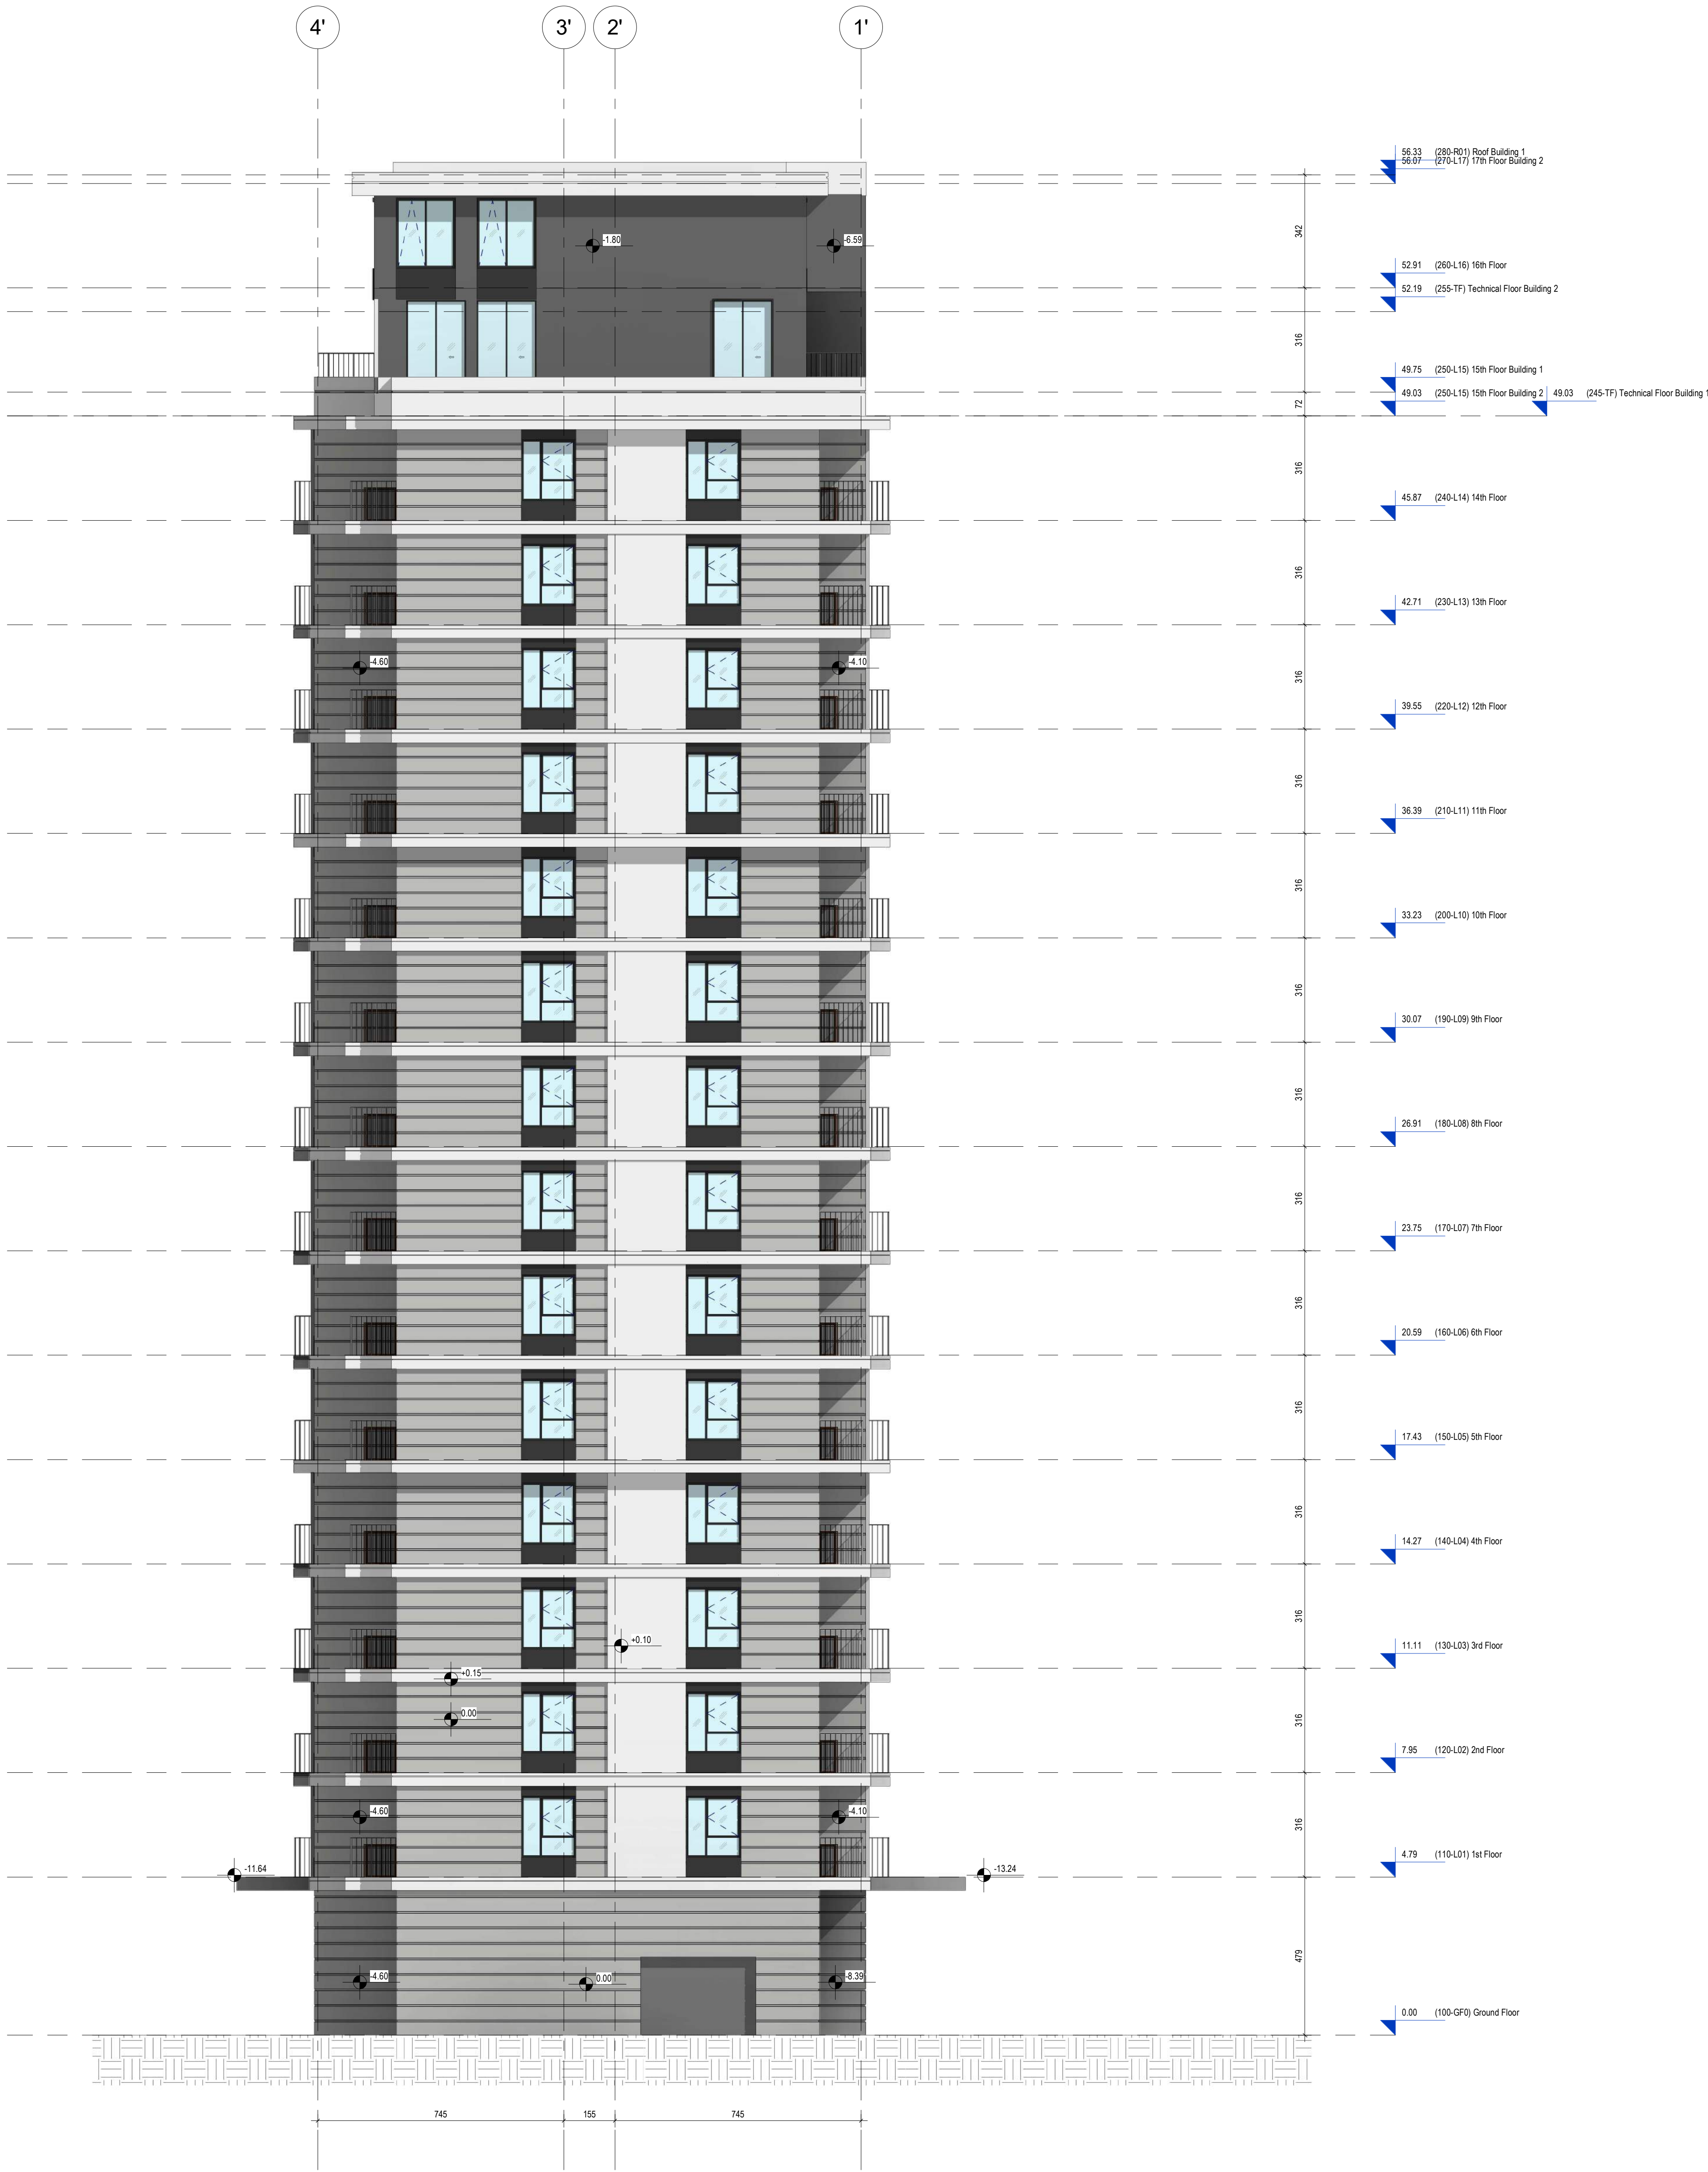 4' 3' 2' 1'
56.33 (280-R01) Roof Building 1
56.07 (270-L17) 17th Floor Building 2
342
-1.80 -6.59
52.91 (260-L16) 16th Floor
52.19 (255-TF) Technical Floor Building 2
316
49.75 (250-L15) 15th Floor Building 1
49.03 (250-L15) 15th Floor Building 2 49.03 (245-TF) Technical Floor Building 1
72
316
45.87 (240-L14) 14th Floor
316
42.71 (230-L13) 13th Floor
-4.60 -4.10
316
39.55 (220-L12) 12th Floor
316
36.39 (210-L11) 11th Floor
316
33.23 (200-L10) 10th Floor
316
30.07 (190-L09) 9th Floor
316
26.91 (180-L08) 8th Floor
316
23.75 (170-L07) 7th Floor
316
20.59 (160-L06) 6th Floor
316
17.43 (150-L05) 5th Floor
316
14.27 (140-L04) 4th Floor
316
+0.10
11.11 (130-L03) 3rd Floor
+0.15
0.00
316
7.95 (120-L02) 2nd Floor
-4.60 -4.10
316
4.79 (110-L01) 1st Floor
-11.64 -13.24
479
-4.60 0.00 -8.39
0.00 (100-GF0) Ground Floor
745 155 745